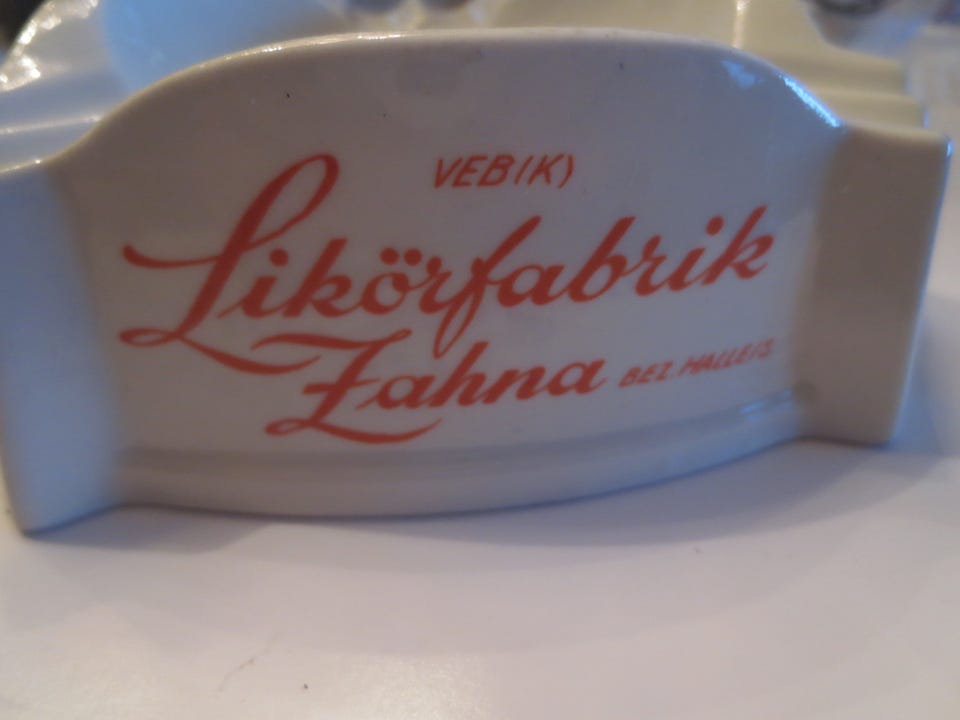 VEB(K)
Likörfabrik
Zahna BEZ. HALLE/S.